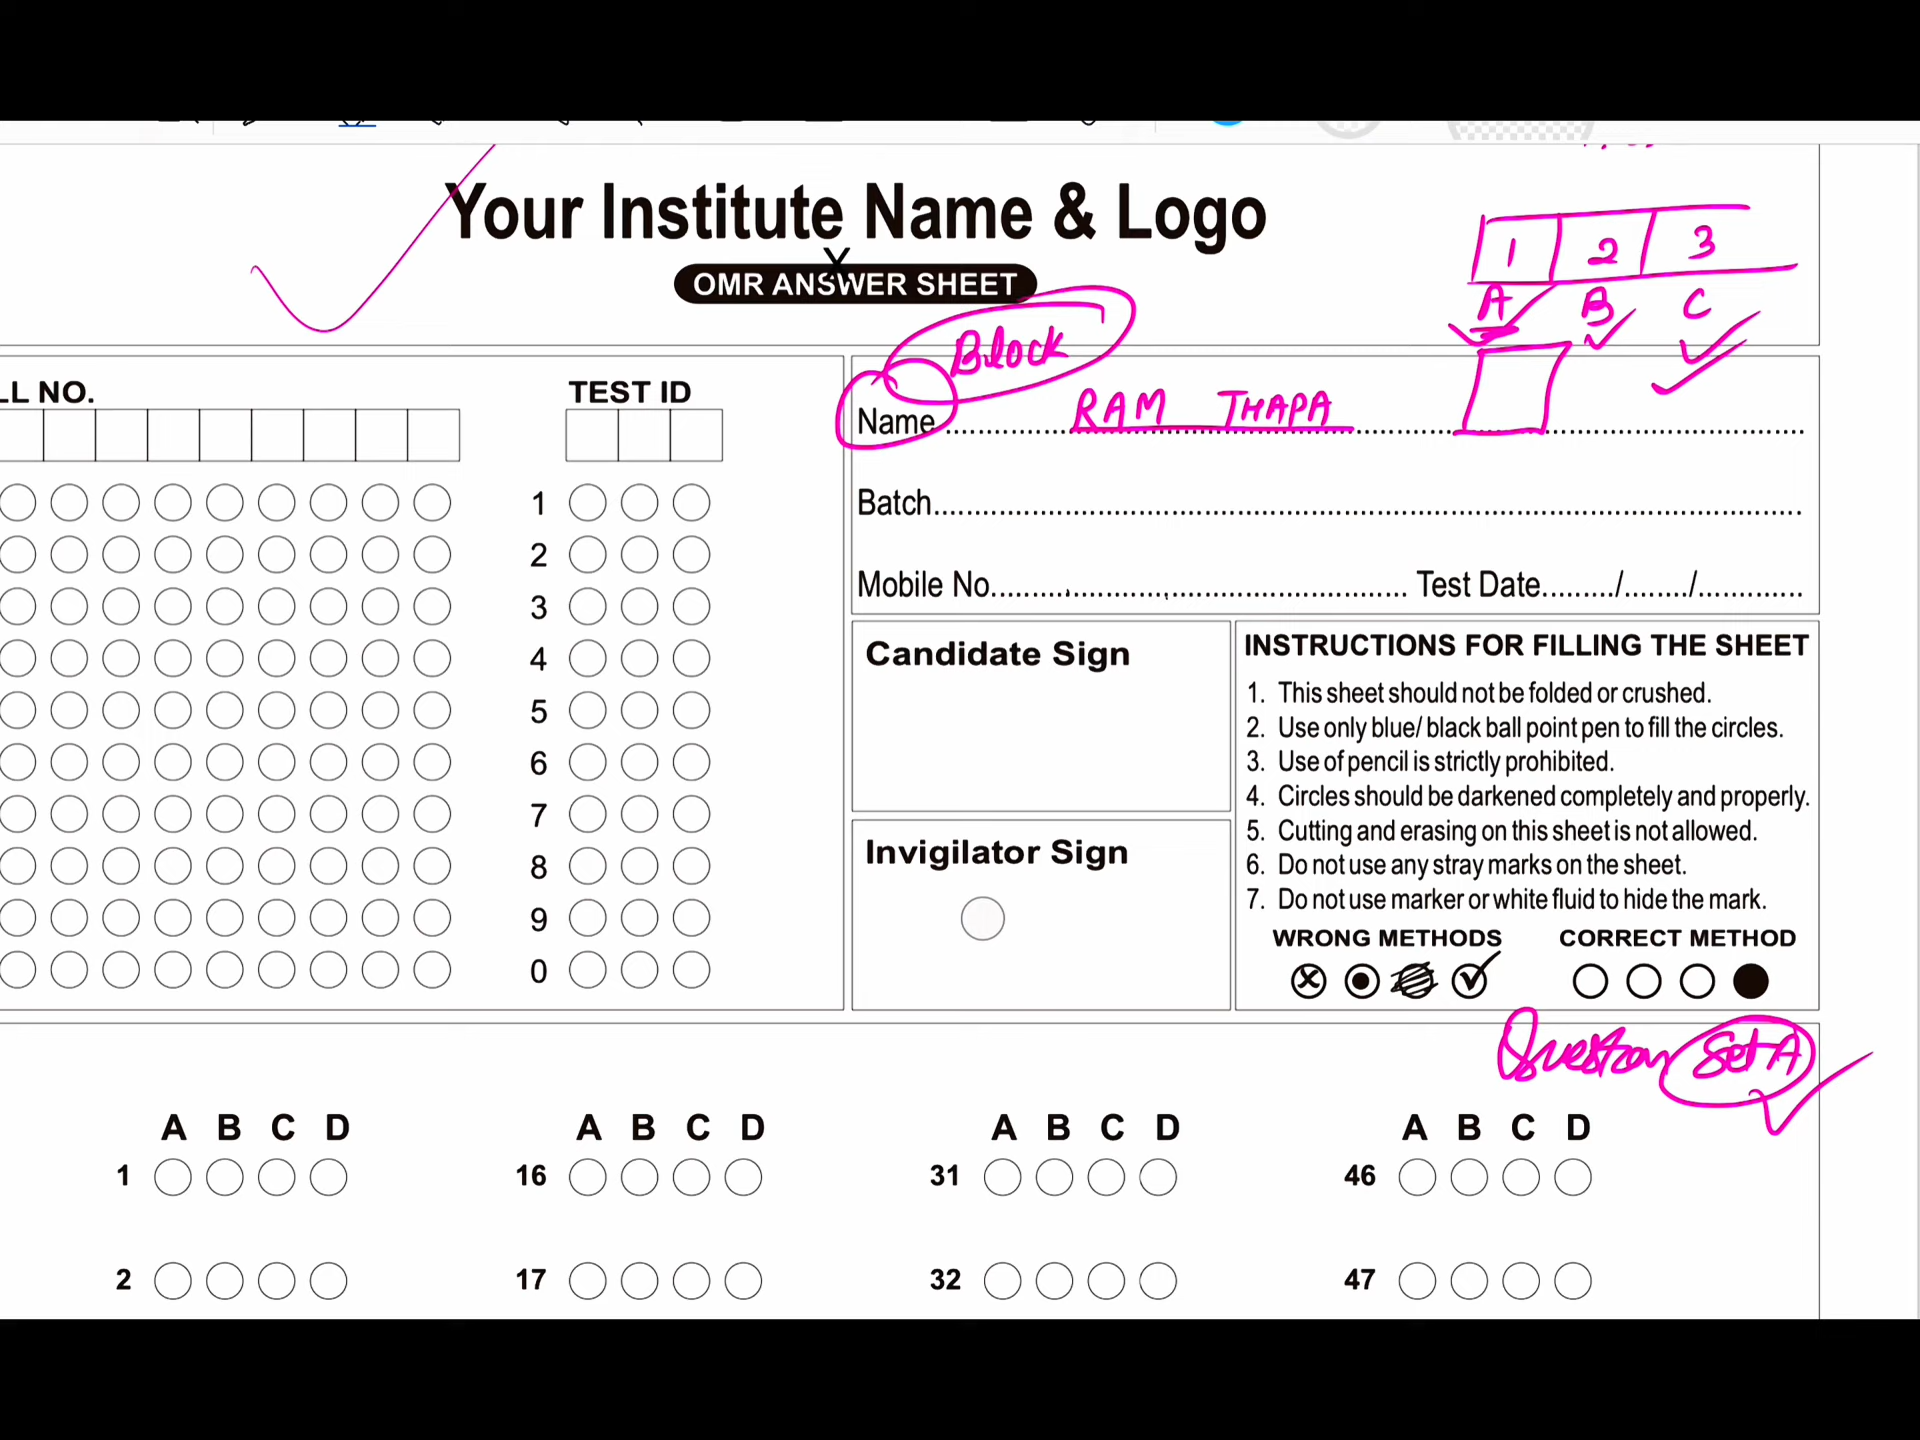 Your Institute Name & Logo
X
OMR ANSWER SHEET
1 2 3
A B C
Block
LL NO.
TEST ID
Name RAM THAPA
Batch
Mobile No. Test Date ......../......../............
1
2
3
4
5
6
7
8
9
0
Candidate Sign
Invigilator Sign
INSTRUCTIONS FOR FILLING THE SHEET
1. This sheet should not be folded or crushed.
2. Use only blue/ black ball point pen to fill the circles.
3. Use of pencil is strictly prohibited.
4. Circles should be darkened completely and properly.
5. Cutting and erasing on this sheet is not allowed.
6. Do not use any stray marks on the sheet.
7. Do not use marker or white fluid to hide the mark.
WRONG METHODS CORRECT METHOD
Question Set A
A B C D A B C D A B C D A B C D
1 16 31 46
2 17 32 47